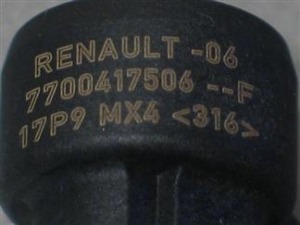 RENAULT -06
7700417506 --F
17P9 MX4 <316>